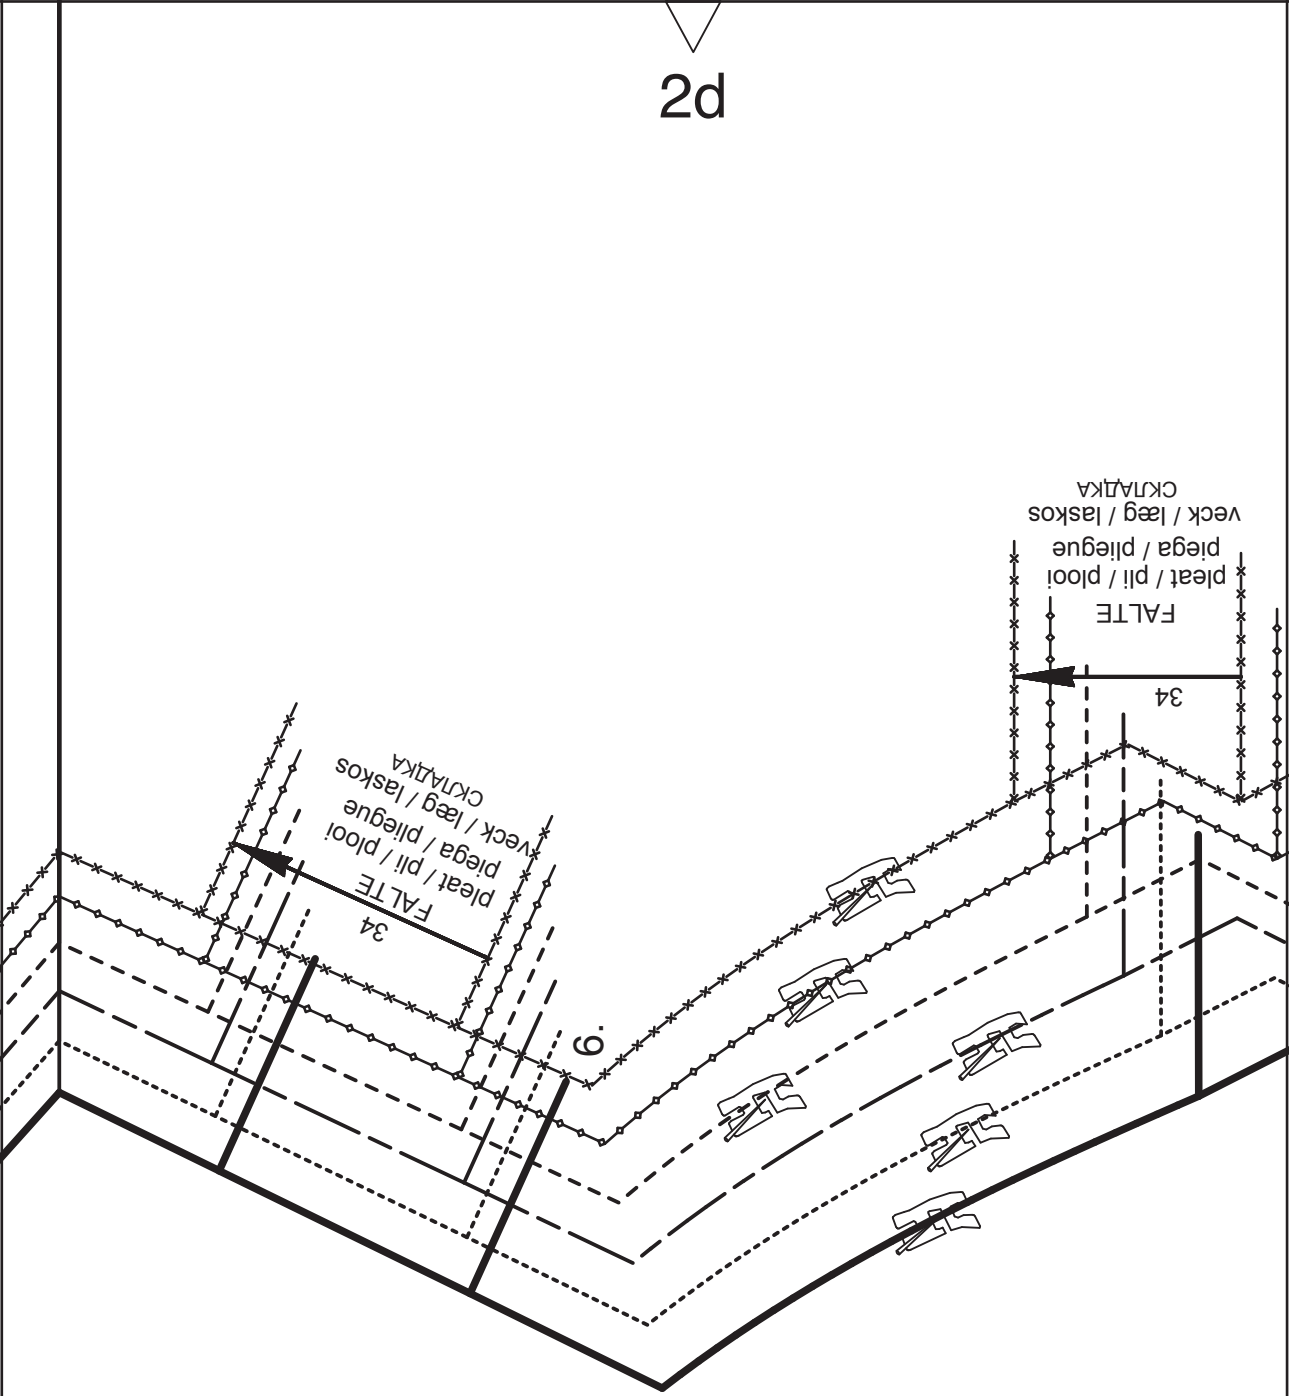 2d
FALTE
pleat / pli / plooi
piega / pliegue
veck / læg / laskos
СКЛАДКА
34
FALTE
pleat / pli / plooi
piega / pliegue
veck / læg / laskos
СКЛАДКА
34
9.